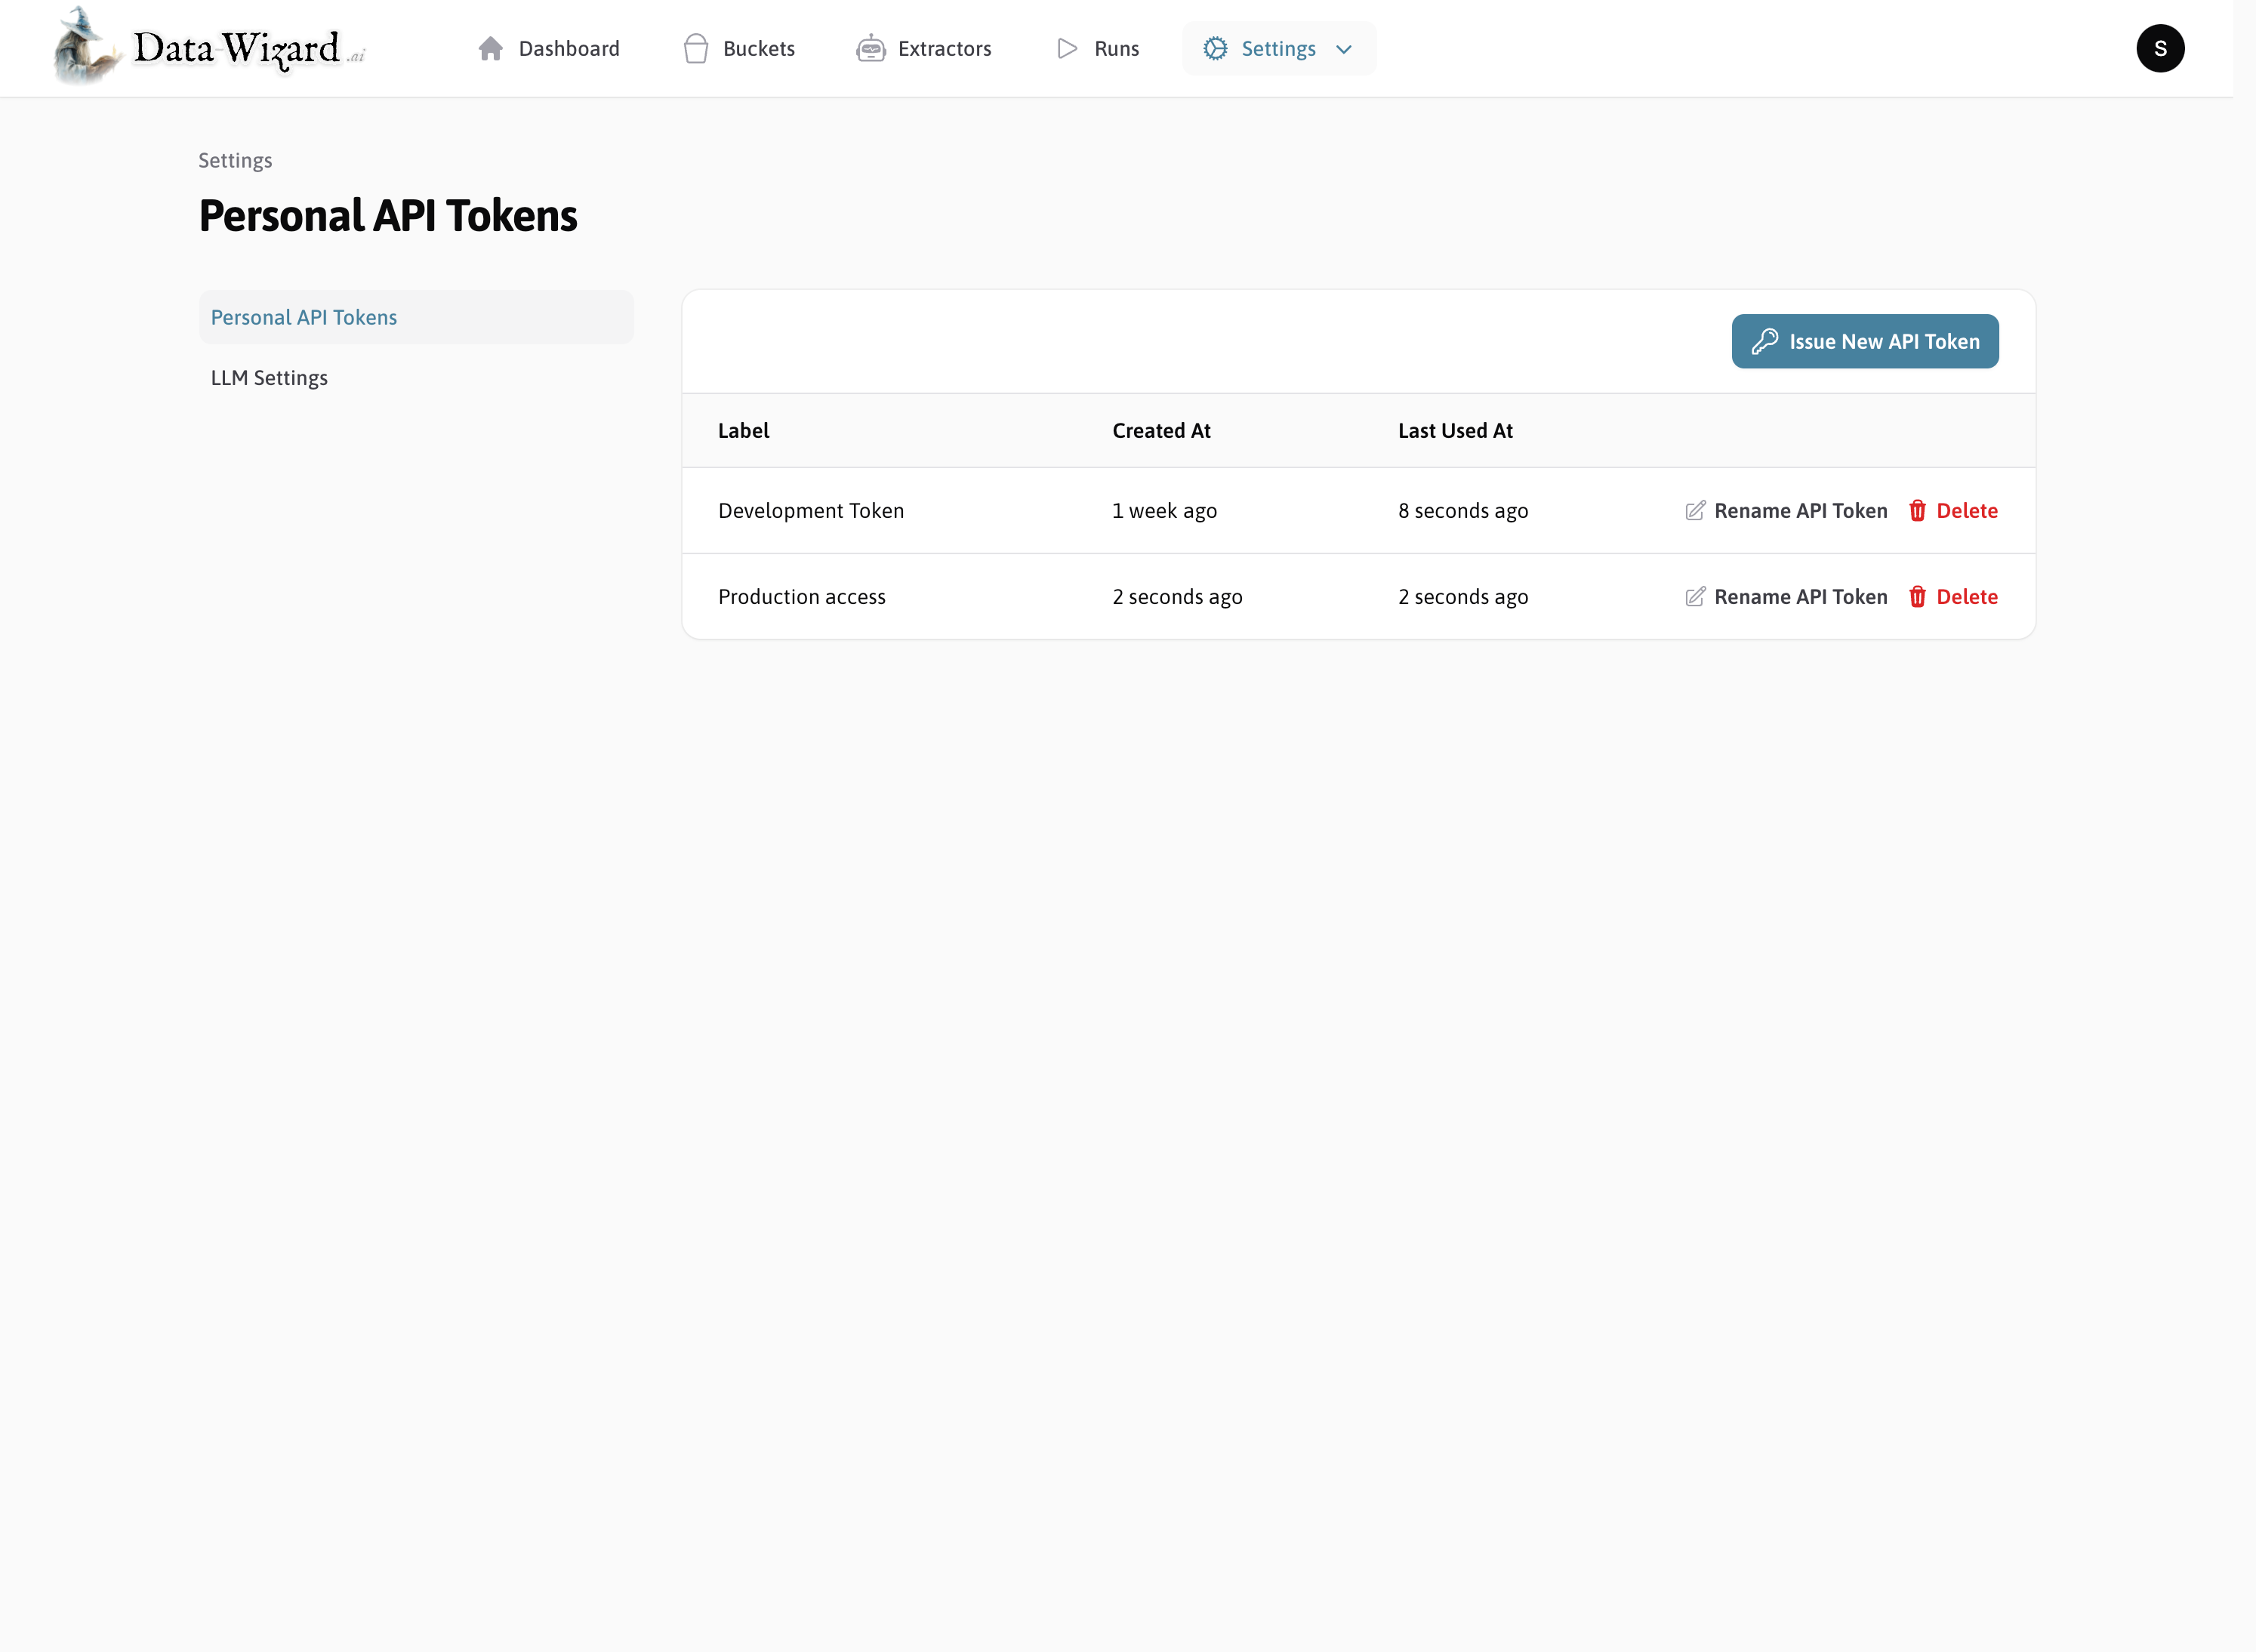 Data-Wizard.ai
Dashboard
Buckets
Extractors
Runs
Settings
S
Settings
Personal API Tokens
Personal API Tokens
LLM Settings
Issue New API Token
Label Created At Last Used At
Development Token 1 week ago 8 seconds ago Rename API Token Delete
Production access 2 seconds ago 2 seconds ago Rename API Token Delete